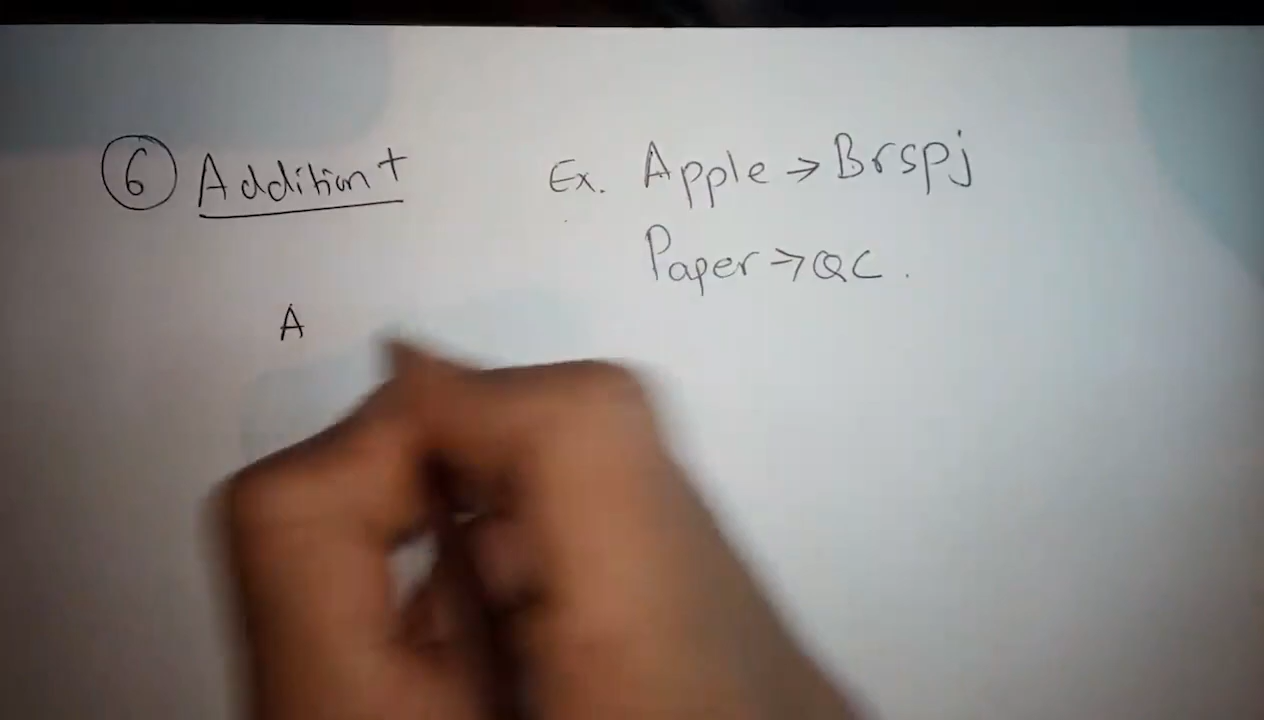 6 Addition + Ex. Apple → Brspj
Paper → QC .
A